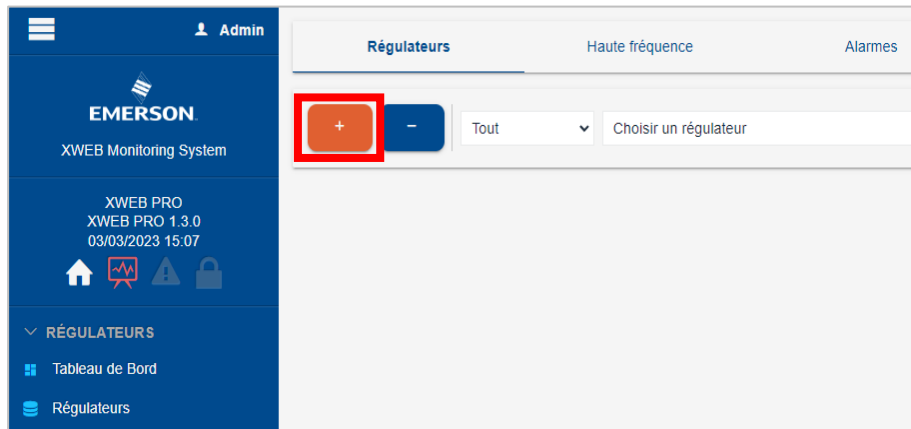 Admin
EMERSON.
XWEB Monitoring System
XWEB PRO
XWEB PRO 1.3.0
03/03/2023 15:07
RÉGULATEURS
Tableau de Bord
Régulateurs
Régulateurs Haute fréquence Alarmes
+ − Tout Choisir un régulateur